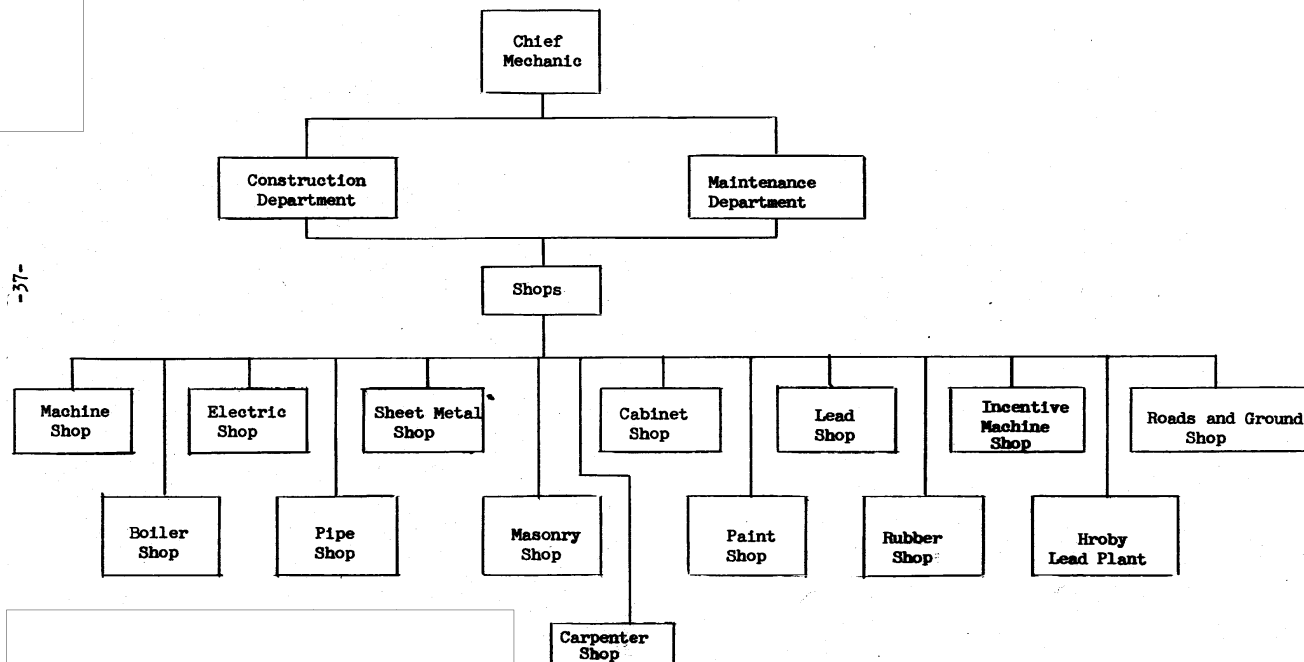 Chief
Mechanic
Construction
Department
Maintenance
Department
-37-
Shops
Machine
Shop
Electric
Shop
Sheet Metal
Shop
Cabinet
Shop
Lead
Shop
Incentive
Machine
Shop
Roads and Ground
Shop
Boiler
Shop
Pipe
Shop
Masonry
Shop
Paint
Shop
Rubber
Shop
Hroby
Lead Plant
Carpenter
Shop